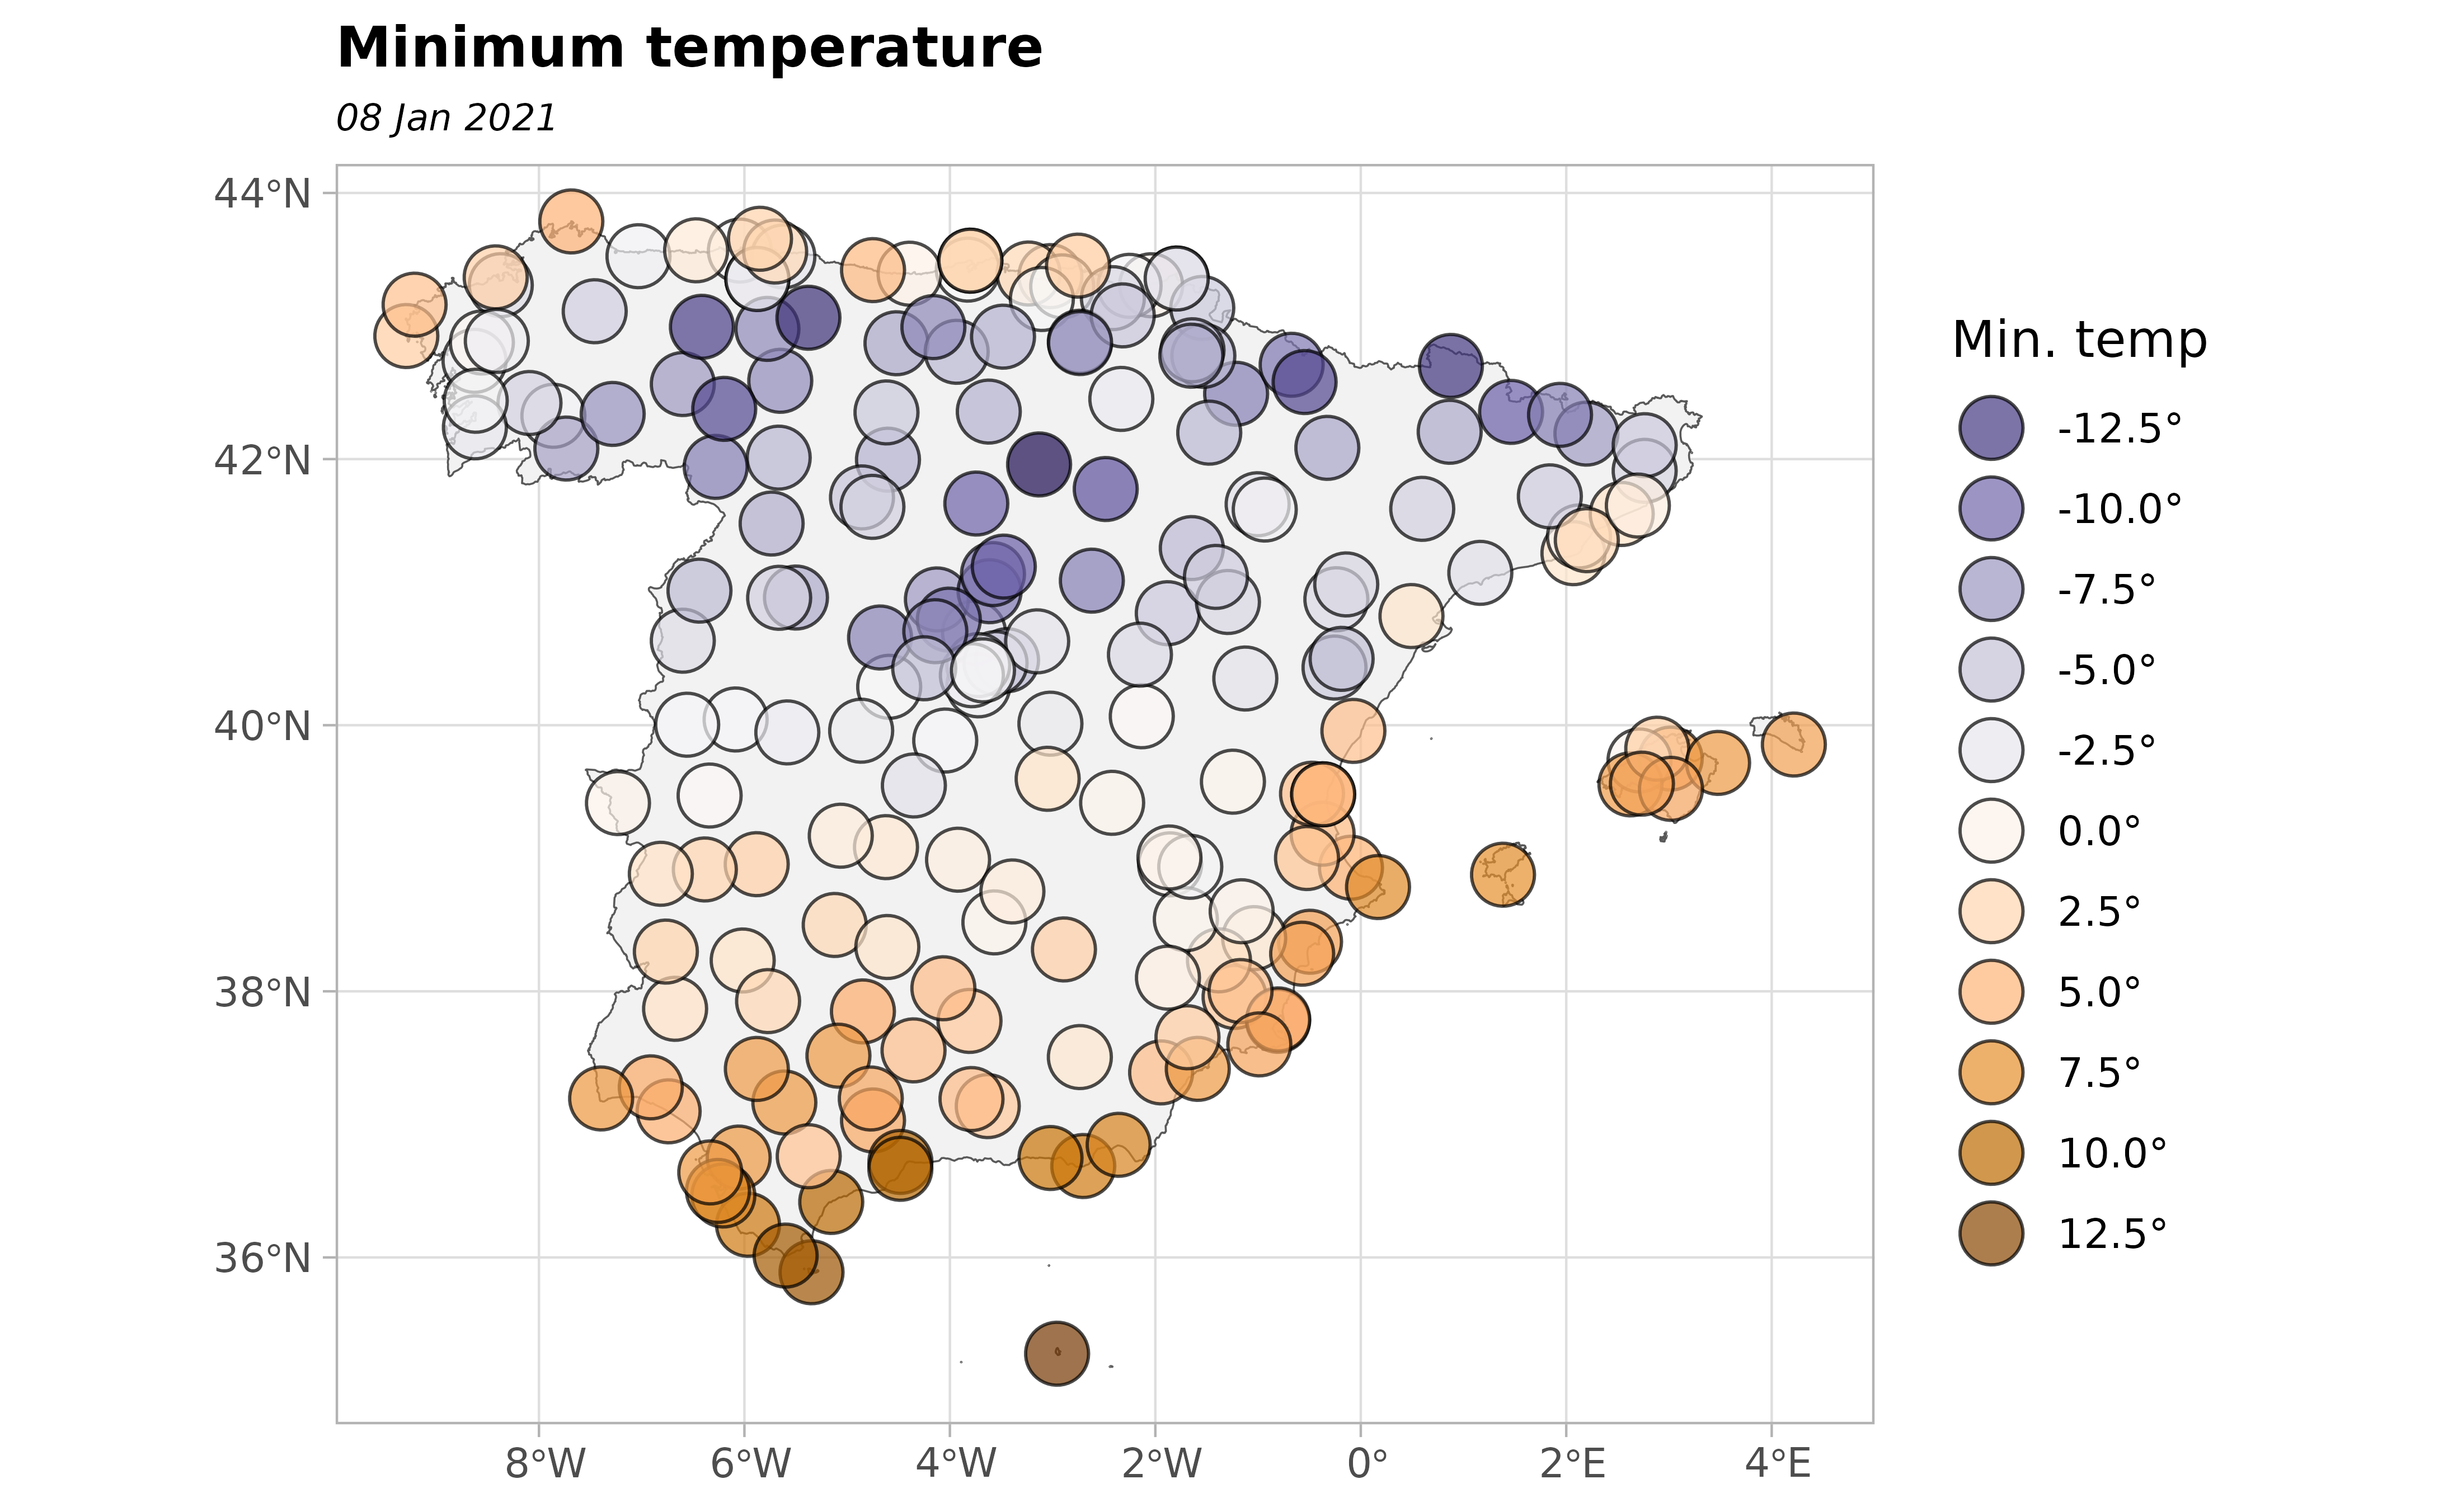 Minimum temperature
08 Jan 2021
44°N
42°N
40°N
38°N
36°N
8°W
6°W
4°W
2°W
0°
2°E
4°E
Min. temp
-12.5°
-10.0°
-7.5°
-5.0°
-2.5°
0.0°
2.5°
5.0°
7.5°
10.0°
12.5°